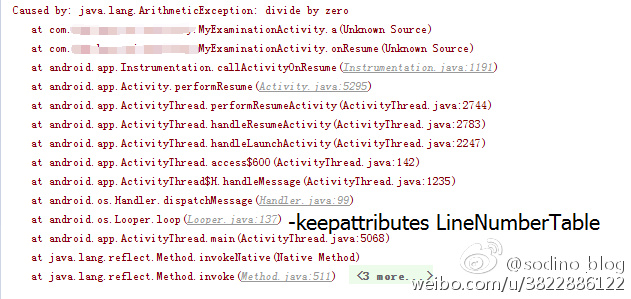 Caused by: java.lang.ArithmeticException: divide by zero
at com. .MyExaminationActivity.a(Unknown Source)
at com. MyExaminationActivity.onResume(Unknown Source)
at android.app.Instrumentation.callActivityOnResume(Instrumentation.java:1191)
at android.app.Activity.performResume(Activity.java:5295)
at android.app.ActivityThread.performResumeActivity(ActivityThread.java:2744)
at android.app.ActivityThread.handleResumeActivity(ActivityThread.java:2783)
at android.app.ActivityThread.handleLaunchActivity(ActivityThread.java:2247)
at android.app.ActivityThread.access$600(ActivityThread.java:142)
at android.app.ActivityThread$H.handleMessage(ActivityThread.java:1235)
at android.os.Handler.dispatchMessage(Handler.java:99)
at android.os.Looper.loop(Looper.java:137) -keepattributes LineNumberTable
at android.app.ActivityThread.main(ActivityThread.java:5068)
at java.lang.reflect.Method.invokeNative(Native Method)
at java.lang.reflect.Method.invoke(Method.java:511) <3 more...>
@sodino_blog
weibo.com/u/3822886122